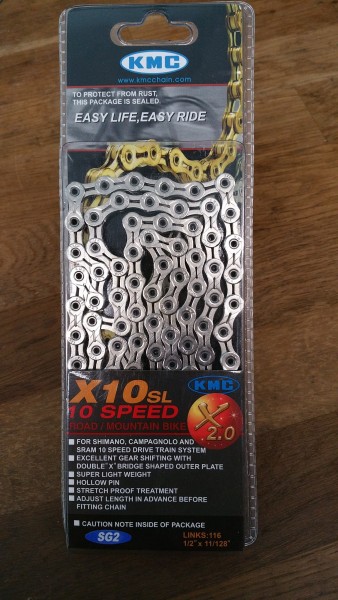 KMC
www.kmcchain.com
TO PROTECT FROM RUST,
THIS PACKAGE IS SEALED.
EASY LIFE,EASY RIDE
X10SL
10 SPEED
ROAD / MOUNTAIN BIKE
KMC
X
2.0
FOR SHIMANO, CAMPAGNOLO AND
SRAM 10 SPEED DRIVE TRAIN SYSTEM
EXCELLENT GEAR SHIFTING WITH
DOUBLE"X"BRIDGE SHAPED OUTER PLATE
SUPER LIGHT WEIGHT
HOLLOW PIN
STRETCH PROOF TREATMENT
ADJUST LENGTH IN ADVANCE BEFORE
FITTING CHAIN
CAUTION NOTE INSIDE OF PACKAGE
SG2
LINKS:116
1/2" x 11/128"